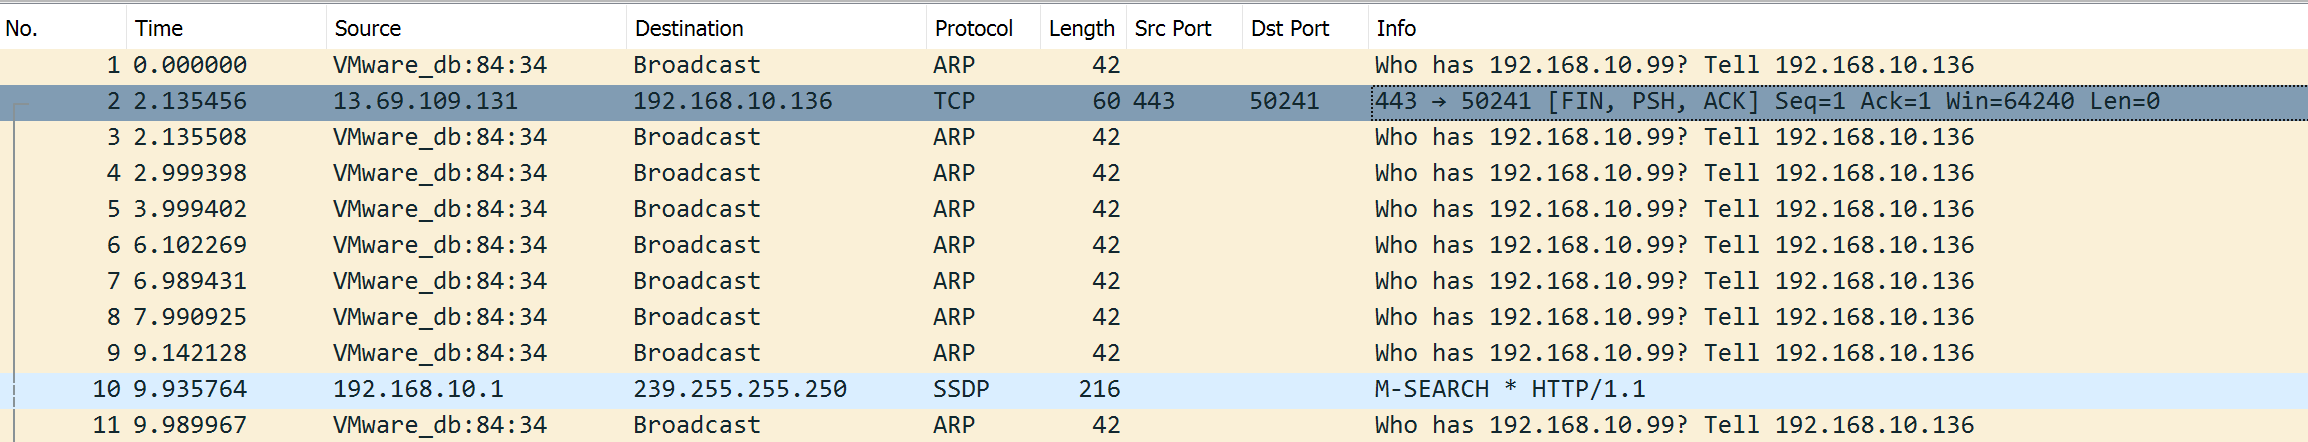 No. Time Source Destination Protocol Length Src Port Dst Port Info
1 0.000000 VMware_db:84:34 Broadcast ARP 42 Who has 192.168.10.99? Tell 192.168.10.136
2 2.135456 13.69.109.131 192.168.10.136 TCP 60 443 50241 443 → 50241 [FIN, PSH, ACK] Seq=1 Ack=1 Win=64240 Len=0
3 2.135508 VMware_db:84:34 Broadcast ARP 42 Who has 192.168.10.99? Tell 192.168.10.136
4 2.999398 VMware_db:84:34 Broadcast ARP 42 Who has 192.168.10.99? Tell 192.168.10.136
5 3.999402 VMware_db:84:34 Broadcast ARP 42 Who has 192.168.10.99? Tell 192.168.10.136
6 6.102269 VMware_db:84:34 Broadcast ARP 42 Who has 192.168.10.99? Tell 192.168.10.136
7 6.989431 VMware_db:84:34 Broadcast ARP 42 Who has 192.168.10.99? Tell 192.168.10.136
8 7.990925 VMware_db:84:34 Broadcast ARP 42 Who has 192.168.10.99? Tell 192.168.10.136
9 9.142128 VMware_db:84:34 Broadcast ARP 42 Who has 192.168.10.99? Tell 192.168.10.136
10 9.935764 192.168.10.1 239.255.255.250 SSDP 216 M-SEARCH * HTTP/1.1
11 9.989967 VMware_db:84:34 Broadcast ARP 42 Who has 192.168.10.99? Tell 192.168.10.136